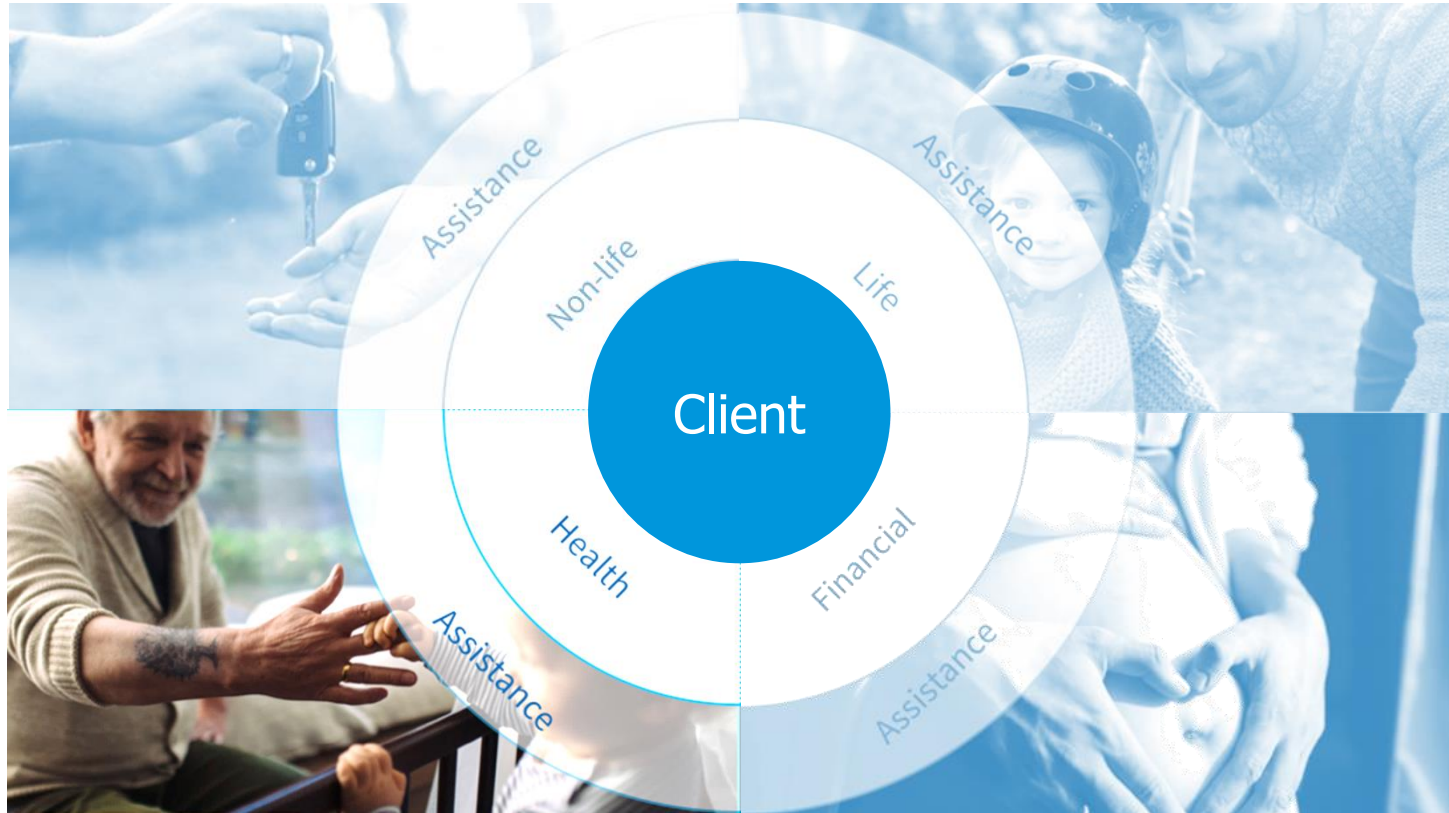 Assistance
Assistance
Non-life
Life
Client
Health
Financial
Assistance
Assistance